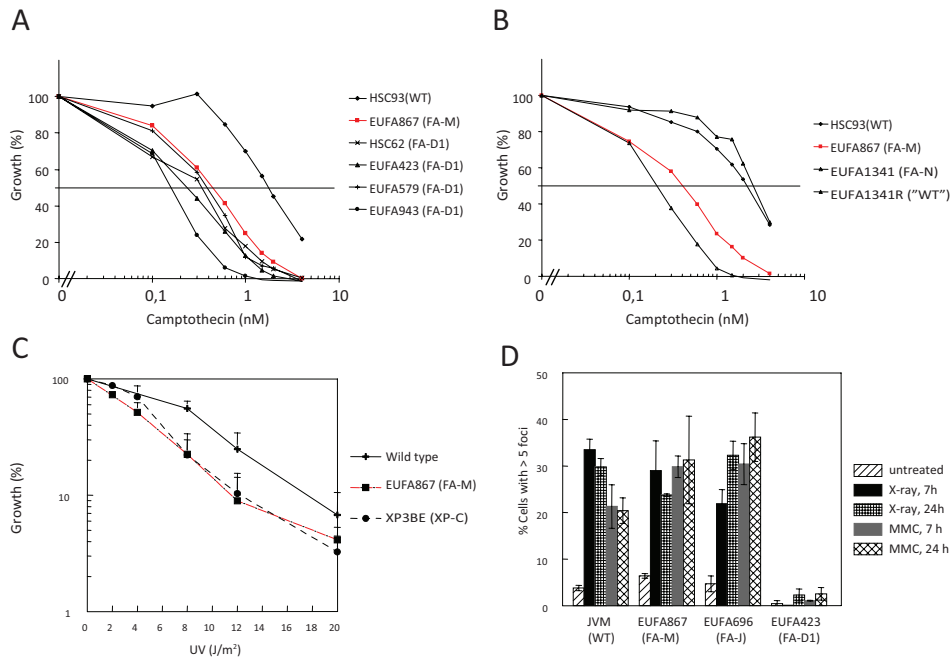 A
Growth (%)
100
80
60
40
20
0
0
0,1
1
10
Camptothecin (nM)
HSC93(WT)
EUFA867 (FA-M)
HSC62 (FA-D1)
EUFA423 (FA-D1)
EUFA579 (FA-D1)
EUFA943 (FA-D1)
B
Growth (%)
100
80
60
40
20
0
0
0,1
1
10
Camptothecin (nM)
HSC93(WT)
EUFA867 (FA-M)
EUFA1341 (FA-N)
EUFA1341R ("WT")
C
Growth (%)
100
10
1
0 2 4 6 8 10 12 14 16 18 20
UV (J/m²)
Wild type
EUFA867 (FA-M)
XP3BE (XP-C)
D
% Cells with > 5 foci
50
40
30
20
10
0
JVM (WT)
EUFA867 (FA-M)
EUFA696 (FA-J)
EUFA423 (FA-D1)
untreated
X-ray, 7h
X-ray, 24h
MMC, 7 h
MMC, 24 h